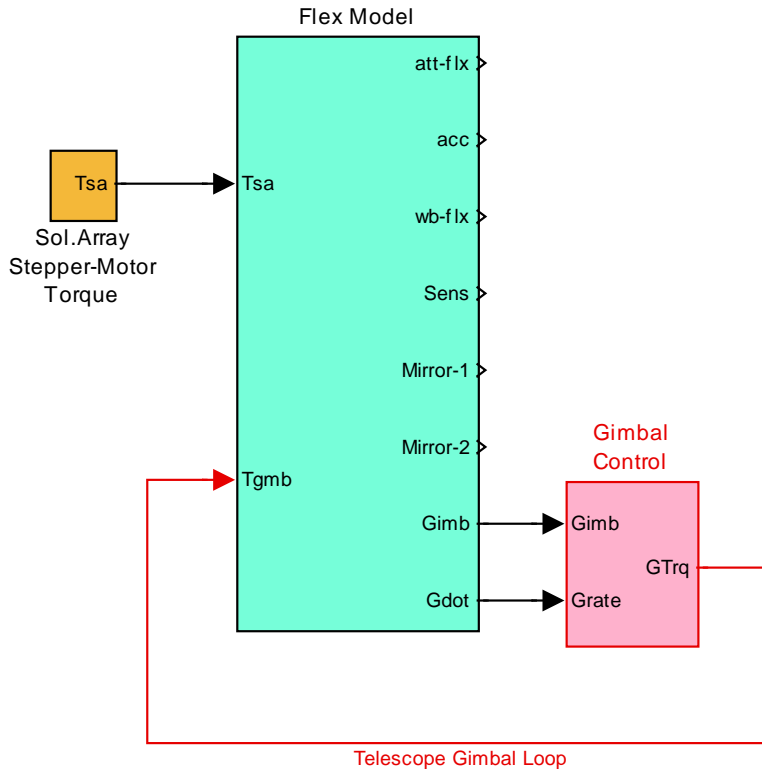 Flex Model
att-flx
acc
Tsa
Tsa
wb-flx
Sol.Array
Stepper-Motor
Torque
Sens
Mirror-1
Mirror-2
Gimbal
Control
Tgmb
Gimb
Gimb
GTrq
Gdot
Grate
Telescope Gimbal Loop